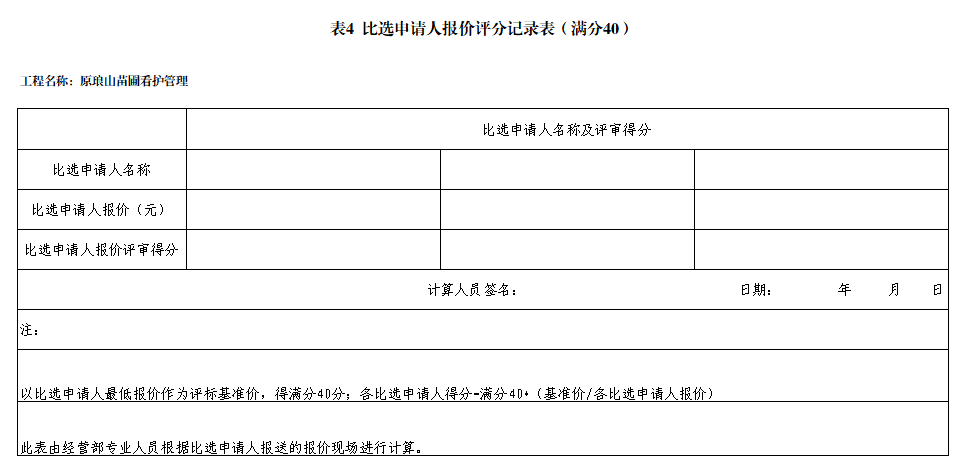 表4 比选申请人报价评分记录表（满分40）
工程名称：原琅山苗圃看护管理
比选申请人名称及评审得分
比选申请人名称
比选申请人报价（元）
比选申请人报价评审得分
计算人员签名： 日期： 年 月 日
注：
以比选申请人最低报价作为评标基准价，得满分40分；各比选申请人得分=满分40*（基准价/各比选申请人报价）
此表由经营部专业人员根据比选申请人报送的报价现场进行计算。